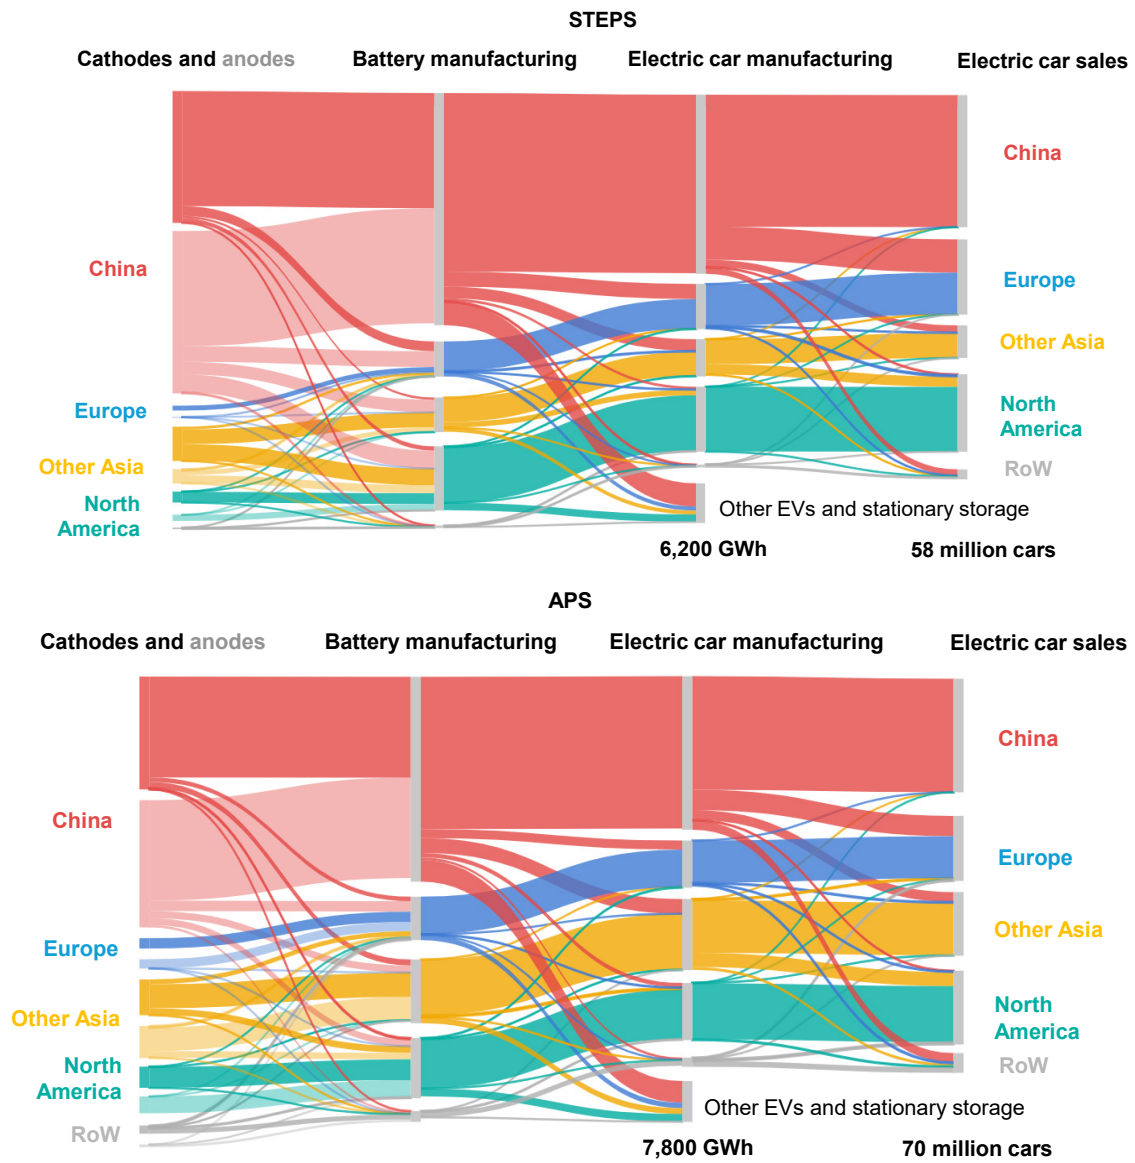 STEPS
Cathodes and anodes
Battery manufacturing
Electric car manufacturing
Electric car sales
China
China
Europe
Other Asia
North
America
RoW
Europe
Other Asia
North
America
Other EVs and stationary storage
6,200 GWh
58 million cars
APS
Cathodes and anodes
Battery manufacturing
Electric car manufacturing
Electric car sales
China
Europe
Other Asia
North
America
RoW
China
Europe
Other Asia
North
America
RoW
Other EVs and stationary storage
7,800 GWh
70 million cars